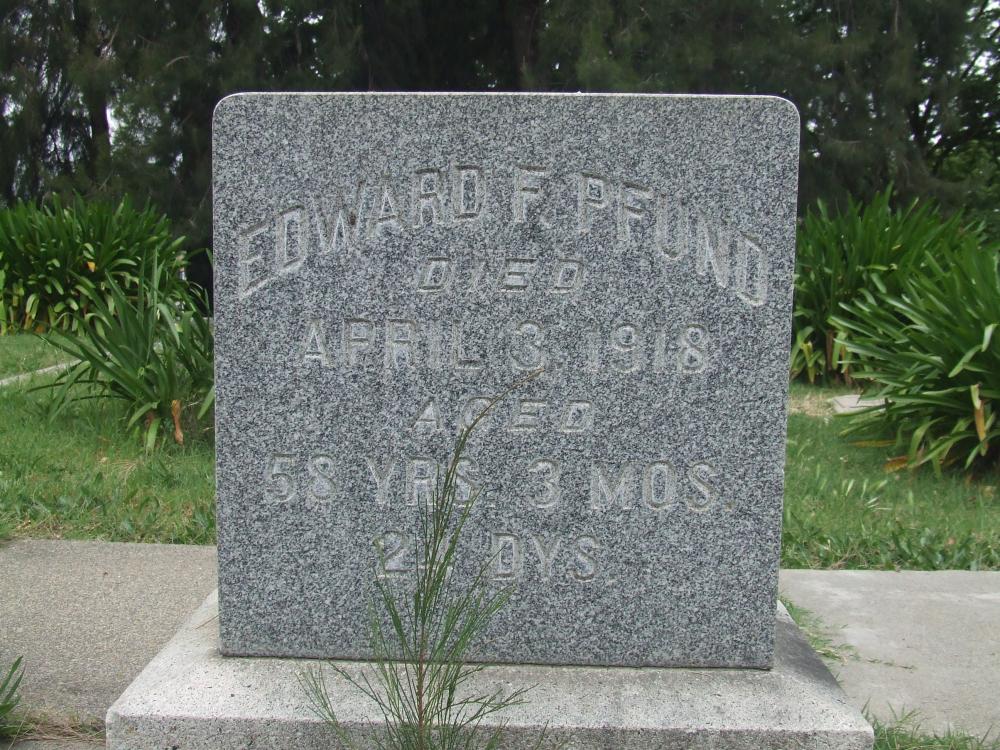 EDWARD F. PFUND
DIED
APRIL 3, 1918
AGED
58 YRS. 3 MOS.
DYS.